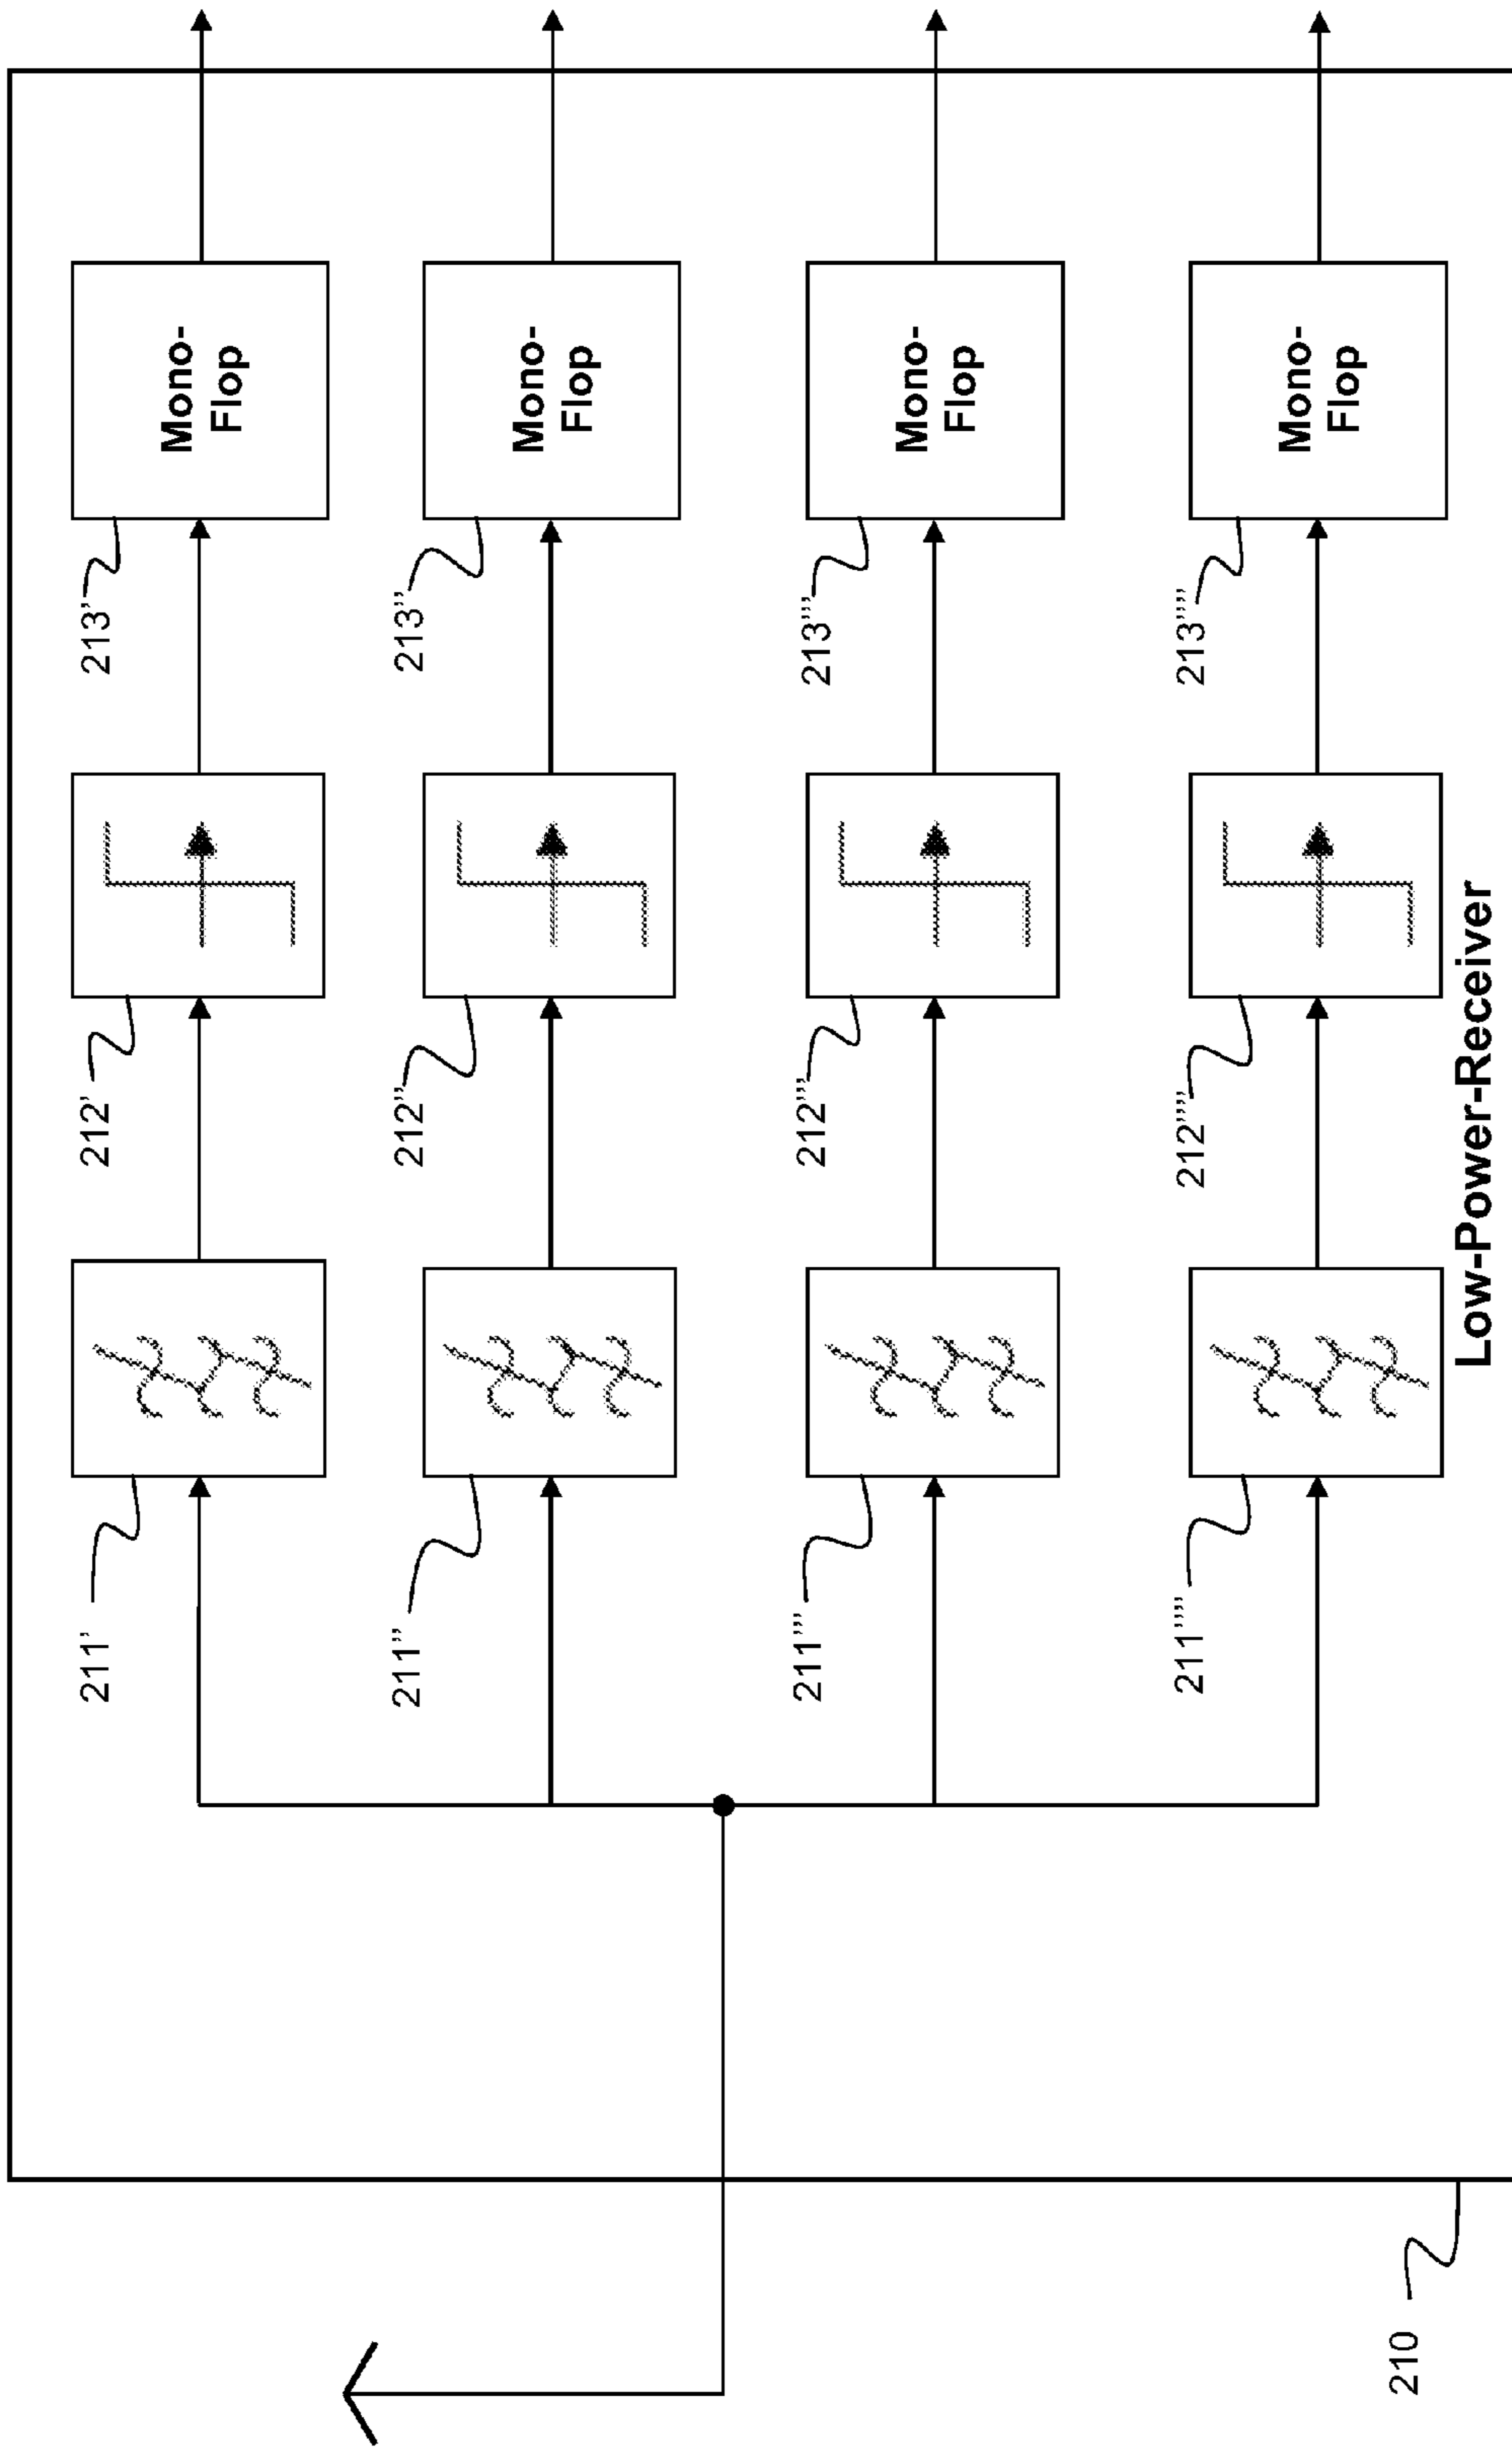 211'
212'
213’
Mono-
Flop
211’’
212’’
213’’
Mono-
Flop
211’’’
212’’’
213’’’
Mono-
Flop
211’’’’
212’’’’
213’’’’
Mono-
Flop
210
Low-Power-Receiver